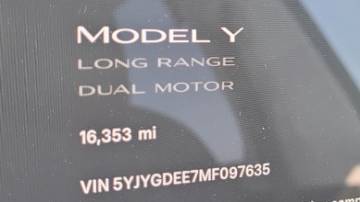 MODEL Y
LONG RANGE
DUAL MOTOR
16,353 mi
VIN 5YJYGDEE7MF097635